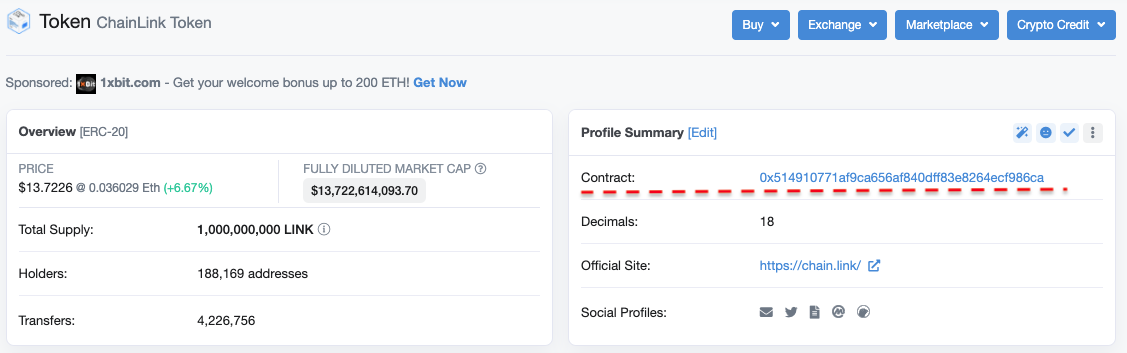 Token ChainLink Token
Buy Exchange Marketplace Crypto Credit
Sponsored: 1xbit.com - Get your welcome bonus up to 200 ETH! Get Now
Overview [ERC-20]
PRICE
$13.7226 @ 0.036029 Eth (+6.67%)
FULLY DILUTED MARKET CAP
$13,722,614,093.70
Total Supply: 1,000,000,000 LINK
Holders: 188,169 addresses
Transfers: 4,226,756
Profile Summary [Edit]
Contract: 0x514910771af9ca656af840dff83e8264ecf986ca
Decimals: 18
Official Site: https://chain.link/
Social Profiles: